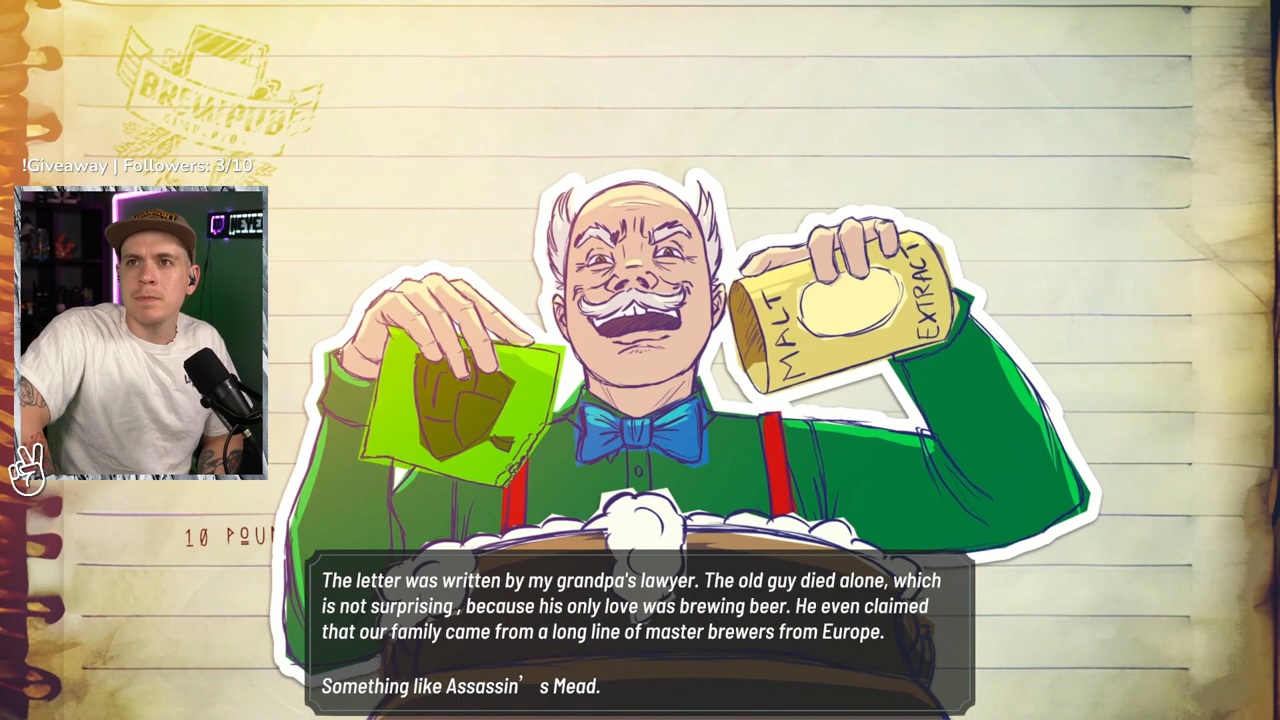 BREWPUB
!Giveaway | Followers: 3/10
MALT
EXTRACT
10 POUN
The letter was written by my grandpa's lawyer. The old guy died alone, which
is not surprising , because his only love was brewing beer. He even claimed
that our family came from a long line of master brewers from Europe.
Something like Assassin’ s Mead.